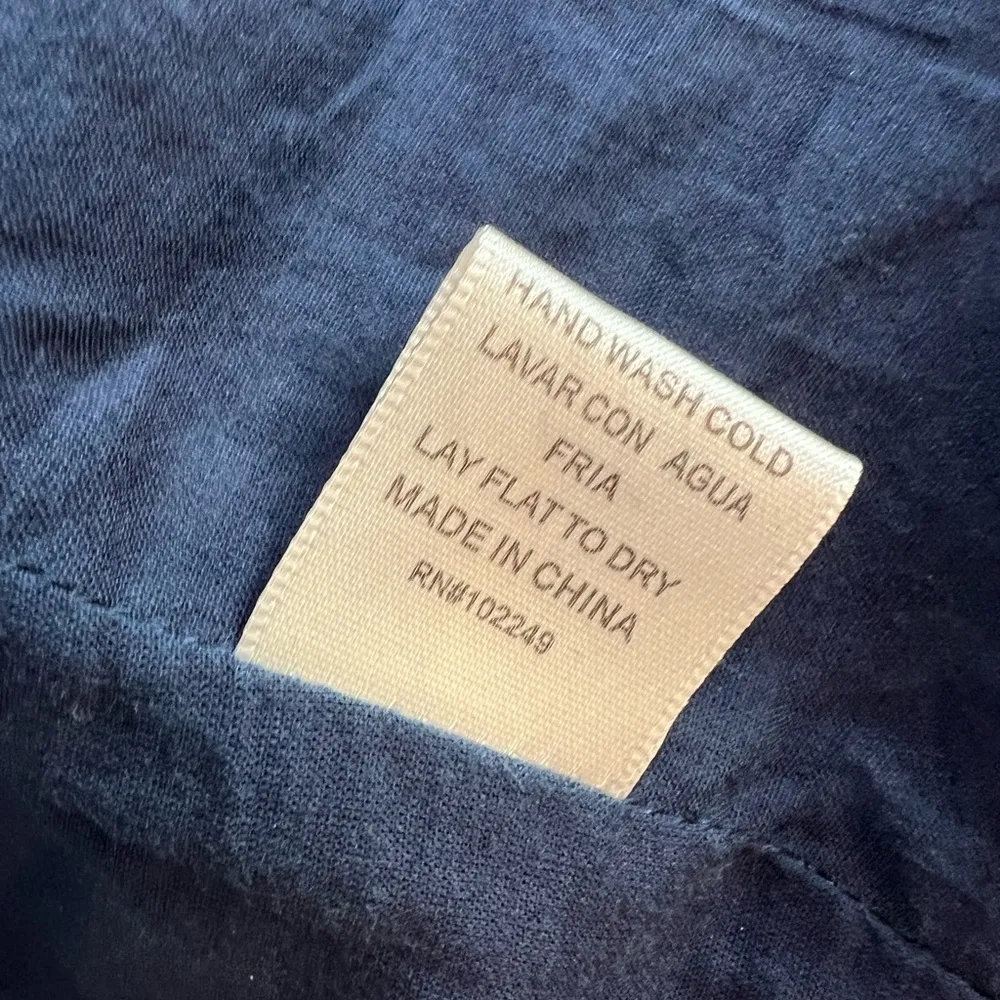 HAND WASH COLD
LAVAR CON AGUA
FRIA
LAY FLAT TO DRY
MADE IN CHINA
RN#102249